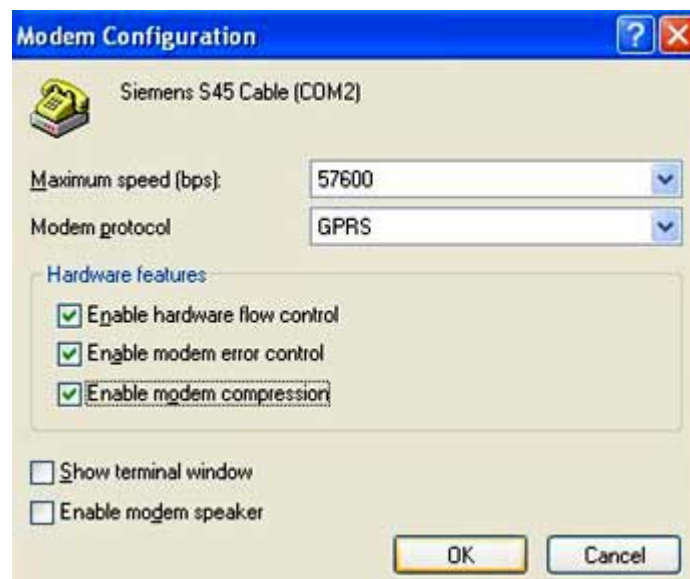 Modem Configuration
?
Siemens S45 Cable (COM2)
Maximum speed (bps): 57600
Modem protocol GPRS
Hardware features
Enable hardware flow control
Enable modem error control
Enable modem compression
Show terminal window
Enable modem speaker
OK Cancel